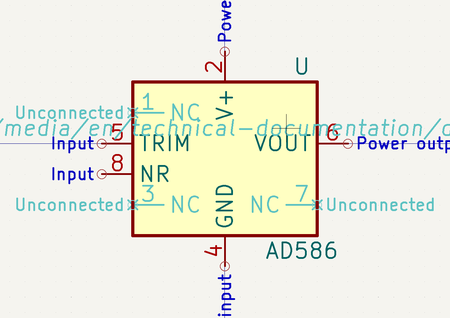 Powe
2
U
Unconnected 1 NC
V+
/media/en/technical-documentation/d
Input 5 TRIM VOUT 6 Power outp
Input 8 NR
Unconnected 3 NC NC 7 Unconnected
GND
4
AD586
input